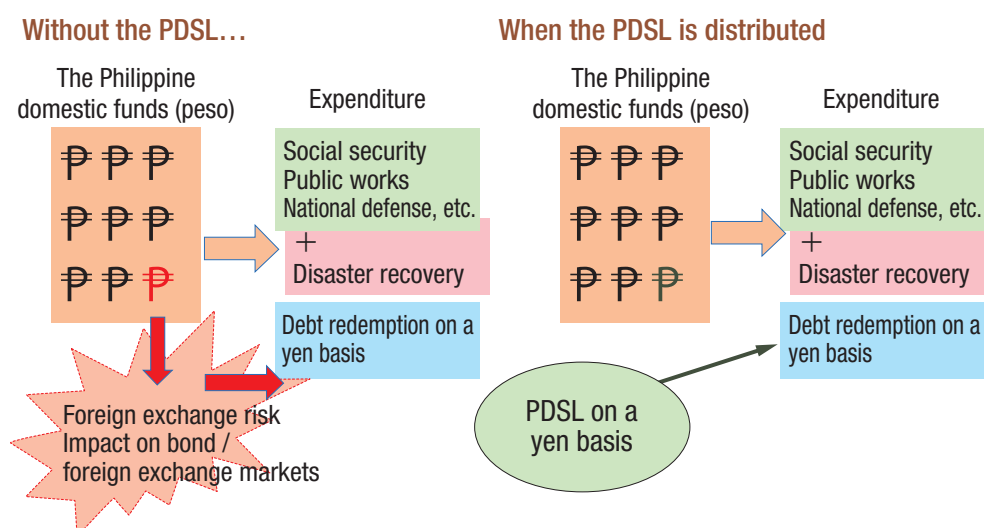 Without the PDSL…
The Philippine
domestic funds (peso)
Expenditure
₱ ₱ ₱
₱ ₱ ₱
₱ ₱ ₱
Social security
Public works
National defense, etc.
+
Disaster recovery
Debt redemption on a
yen basis
Foreign exchange risk
Impact on bond /
foreign exchange markets
When the PDSL is distributed
The Philippine
domestic funds (peso)
Expenditure
₱ ₱ ₱
₱ ₱ ₱
₱ ₱ ₱
Social security
Public works
National defense, etc.
+
Disaster recovery
Debt redemption on a
yen basis
PDSL on a
yen basis